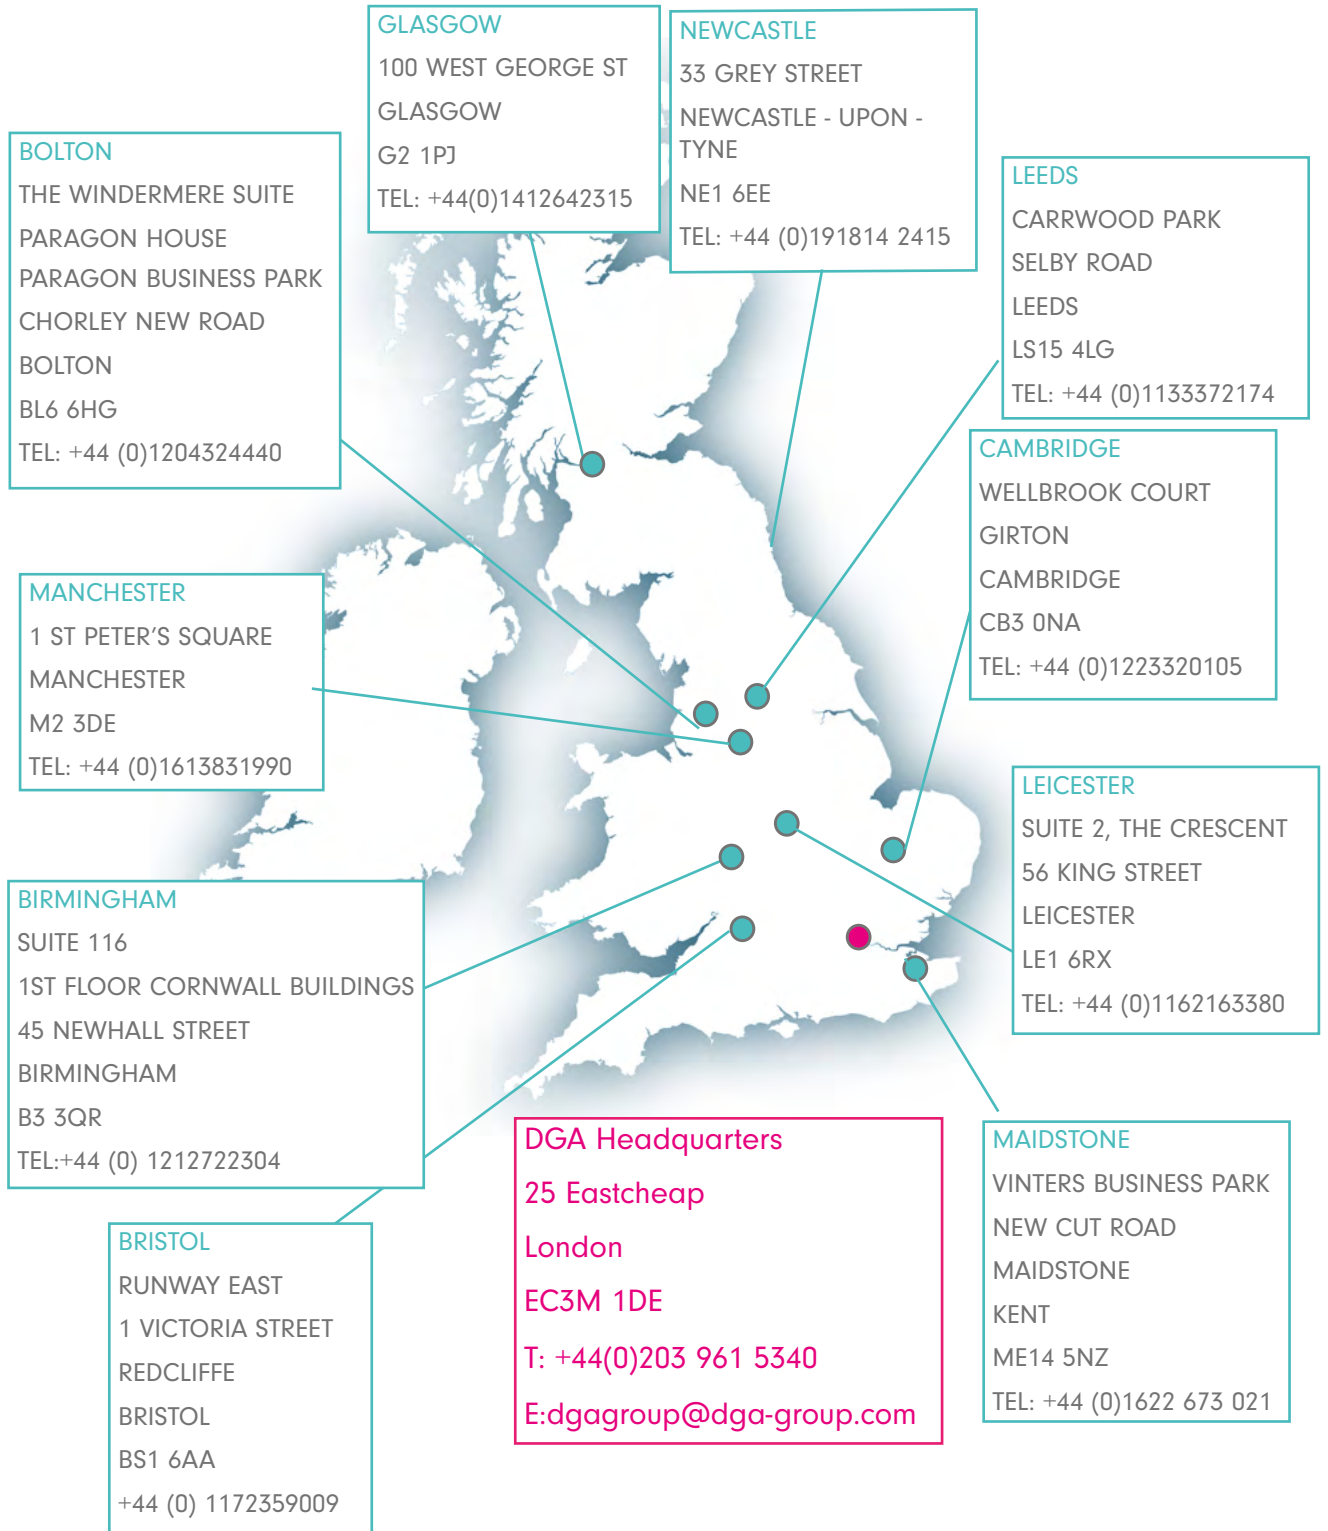 GLASGOW
100 WEST GEORGE ST
GLASGOW
G2 1PJ
TEL: +44(0)1412642315
NEWCASTLE
33 GREY STREET
NEWCASTLE - UPON -
TYNE
NE1 6EE
TEL: +44 (0)191814 2415
BOLTON
THE WINDERMERE SUITE
PARAGON HOUSE
PARAGON BUSINESS PARK
CHORLEY NEW ROAD
BOLTON
BL6 6HG
TEL: +44 (0)1204324440
LEEDS
CARRWOOD PARK
SELBY ROAD
LEEDS
LS15 4LG
TEL: +44 (0)1133372174
CAMBRIDGE
WELLBROOK COURT
GIRTON
CAMBRIDGE
CB3 0NA
TEL: +44 (0)1223320105
MANCHESTER
1 ST PETER’S SQUARE
MANCHESTER
M2 3DE
TEL: +44 (0)1613831990
LEICESTER
SUITE 2, THE CRESCENT
56 KING STREET
LEICESTER
LE1 6RX
TEL: +44 (0)1162163380
BIRMINGHAM
SUITE 116
1ST FLOOR CORNWALL BUILDINGS
45 NEWHALL STREET
BIRMINGHAM
B3 3QR
TEL:+44 (0) 1212722304
DGA Headquarters
25 Eastcheap
London
EC3M 1DE
T: +44(0)203 961 5340
E:dgagroup@dga-group.com
MAIDSTONE
VINTERS BUSINESS PARK
NEW CUT ROAD
MAIDSTONE
KENT
ME14 5NZ
TEL: +44 (0)1622 673 021
BRISTOL
RUNWAY EAST
1 VICTORIA STREET
REDCLIFFE
BRISTOL
BS1 6AA
+44 (0) 1172359009